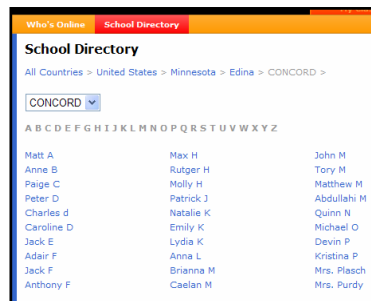 Who's Online School Directory
School Directory
All Countries > United States > Minnesota > Edina > CONCORD >
CONCORD
A B C D E F G H I J K L M N O P Q R S T U V W X Y Z
Matt A Max H John M
Anne B Rutger H Tory M
Paige C Molly H Matthew M
Peter D Patrick J Abdullahi M
Charles d Natalie K Quinn N
Caroline D Emily K Michael O
Jack E Lydia K Devin P
Adair F Anna L Kristina P
Jack F Brianna M Mrs. Plasch
Anthony F Caelan M Mrs. Purdy